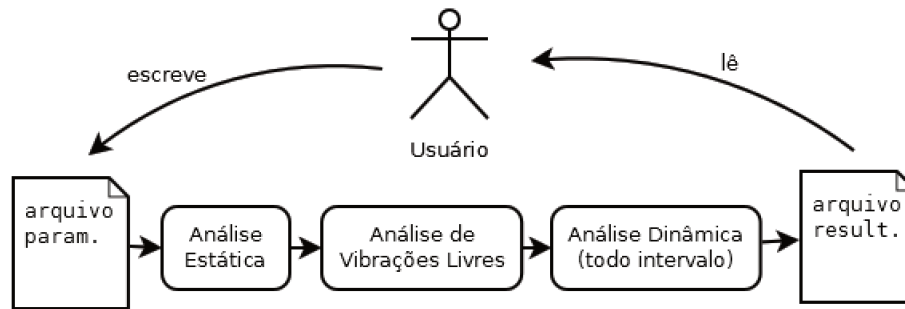 escreve
lê
Usuário
arquivo
param.
Análise
Estática
Análise de
Vibrações Livres
Análise Dinâmica
(todo intervalo)
arquivo
result.